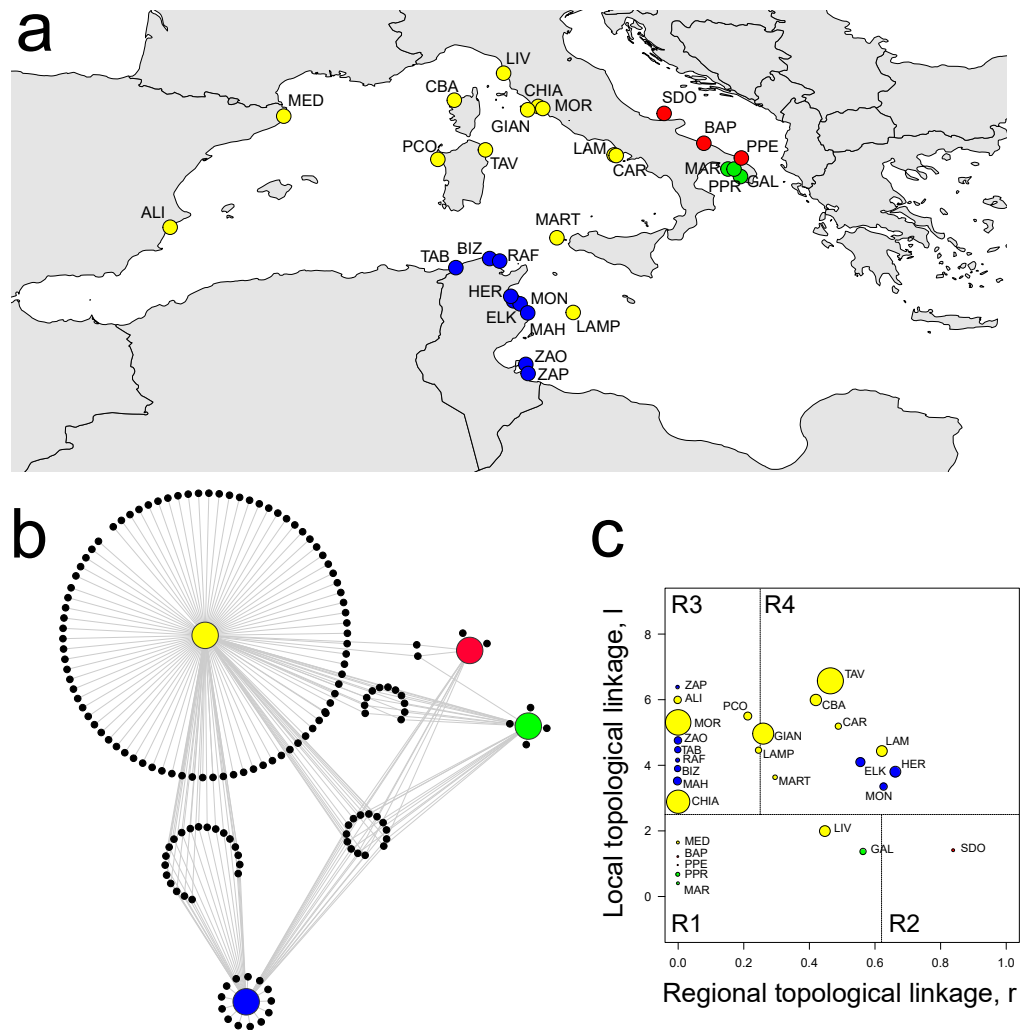 a
LIV
CBA
CHIA
MED
MOR
SDO
GIAN
BAP
PCO
LAM
PPE
TAV
CAR
MAR
PPR
GAL
ALI
MART
BIZ
TAB
RAF
HER
MON
ELK
LAMP
MAH
ZAO
ZAP
b
c
R3
R4
8
ZAP
TAV
6
ALI
CBA
PCO
MOR
CAR
GIAN
ZAO
LAM
TAB
LAMP
4
RAF
HER
BIZ
ELK
MART
MAH
MON
CHIA
2
LIV
MED
GAL
SDO
BAP
PPE
PPR
0
MAR
R1
R2
0.0
0.2
0.4
0.6
0.8
1.0
Local topological linkage, l
Regional topological linkage, r